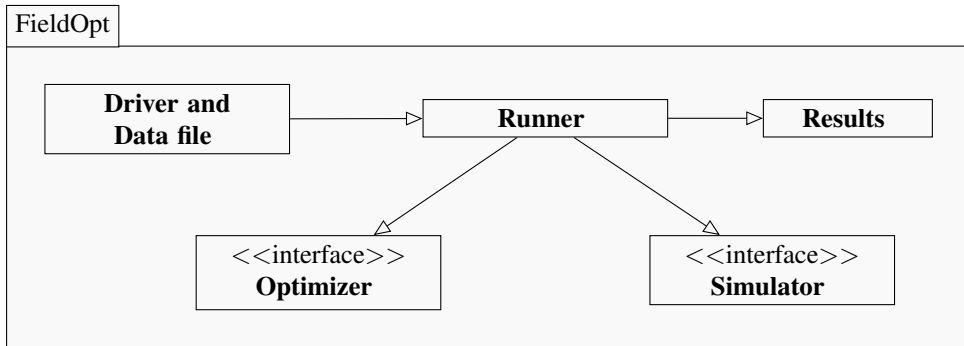 FieldOpt
Driver and
Data file
Runner
Results
<<interface>>
Optimizer
<<interface>>
Simulator